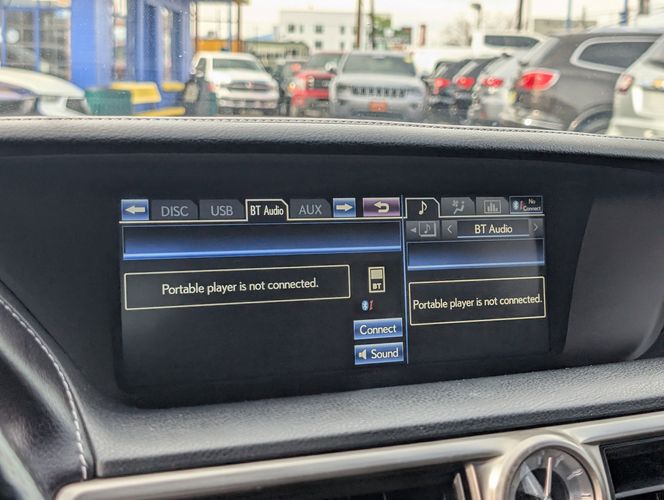 DISC USB BT Audio AUX
No
Connect
BT Audio
Portable player is not connected.
BT
Portable player is not connected.
Connect
Sound